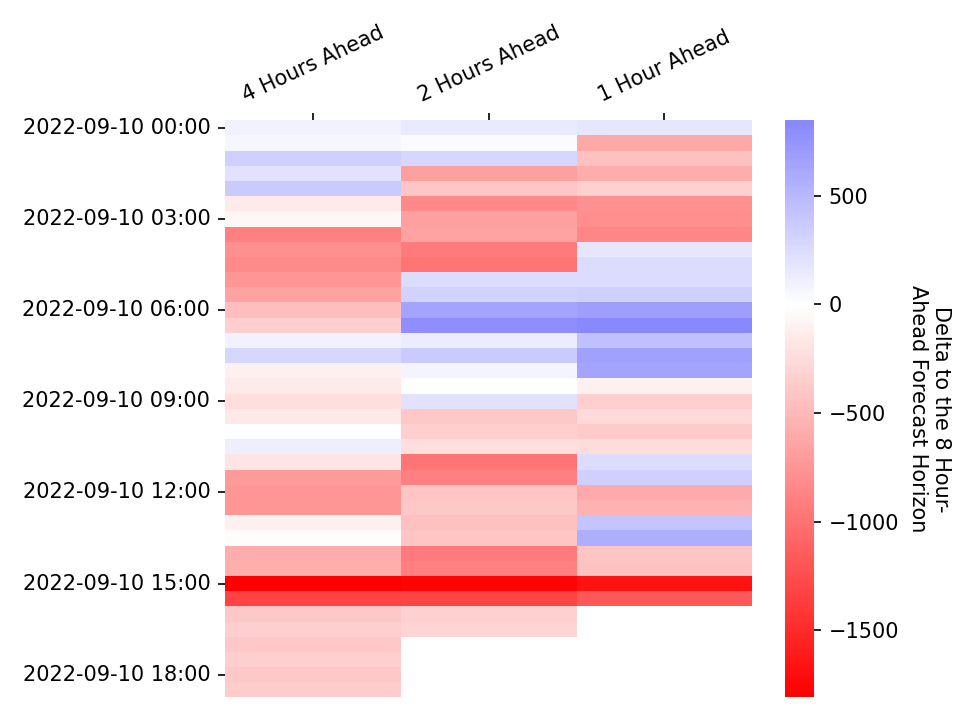 4 Hours Ahead
2 Hours Ahead
1 Hour Ahead
2022-09-10 00:00
2022-09-10 03:00
2022-09-10 06:00
2022-09-10 09:00
2022-09-10 12:00
2022-09-10 15:00
2022-09-10 18:00
500
0
−500
−1000
−1500
Delta to the 8 Hour-
Ahead Forecast Horizon